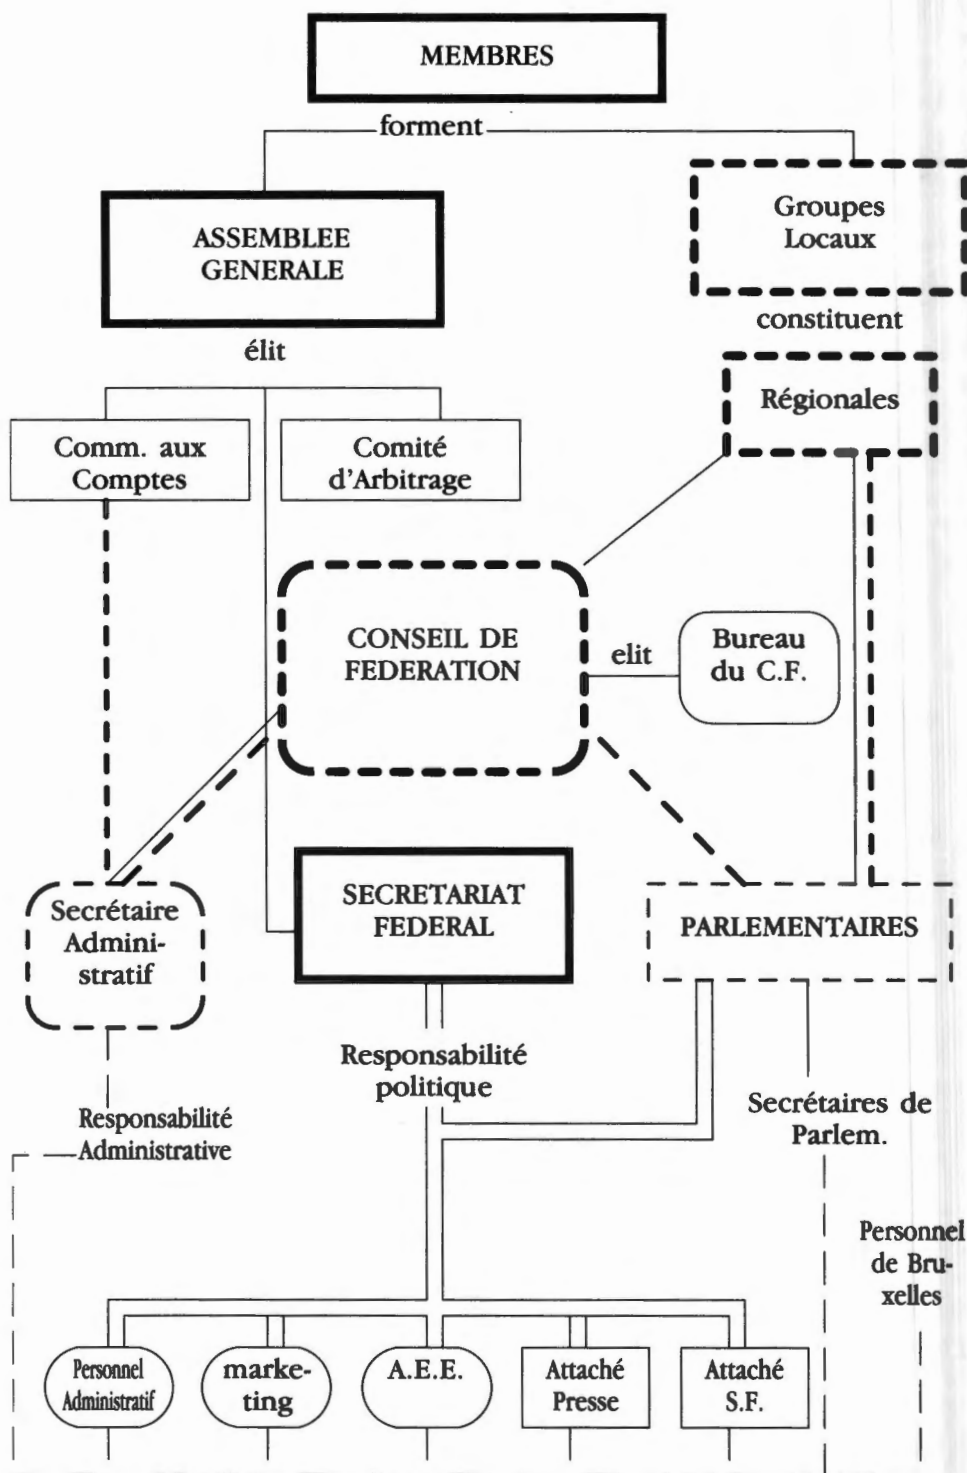 MEMBRES
forment
ASSEMBLEE
GENERALE
Groupes
Locaux
constituent
élit
Régionales
Comm. aux
Comptes
Comité
d'Arbitrage
CONSEIL DE
FEDERATION
elit
Bureau
du C.F.
Secrétaire
Admini-
stratif
SECRETARIAT
FEDERAL
PARLEMENTAIRES
Responsabilité
politique
Responsabilité
Administrative
Secrétaires de
Parlem.
Personnel
de Bru-
xelles
Personnel
Administratif
marke-
ting
A.E.E.
Attaché
Presse
Attaché
S.F.